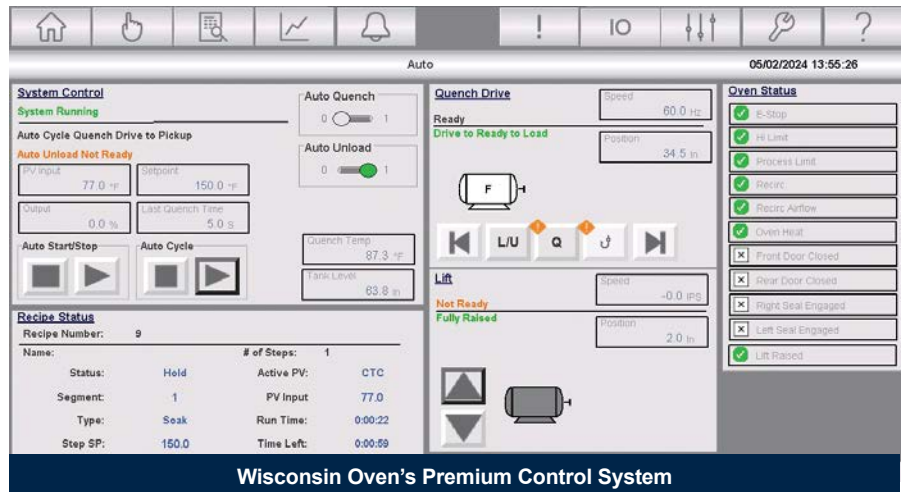 IO
Auto
05/02/2024 13:55:26
System Control
System Running
Auto Cycle Quench Drive to Pickup
Auto Unload Not Ready
PV Input
77.0 °F
Setpoint
150.0 °F
Output
0.0 %
Last Quench Time
5.0 s
Auto Start/Stop
Auto Cycle
Auto Quench
0 1
Auto Unload
0 1
Quench Temp
87.3 °F
Tank Level
63.8 in
Recipe Status
Recipe Number: 9
Name: # of Steps: 1
Status: Hold Active PV: CTC
Segment: 1 PV Input 77.0
Type: Soak Run Time: 0:00:22
Step SP: 150.0 Time Left: 0:00:59
Quench Drive
Ready
Drive to Ready to Load
Speed
60.0 Hz
Position
34.5 in
F
L/U Q
Lift
Not Ready
Fully Raised
Speed
-0.0 IPS
Position
2.0 in
Oven Status
E-Stop
Hi Limit
Process Limit
Recirc.
Recirc Airflow
Oven Heat
Front Door Closed
Rear Door Closed
Right Seal Engaged
Left Seal Engaged
Lift Raised
Wisconsin Oven's Premium Control System